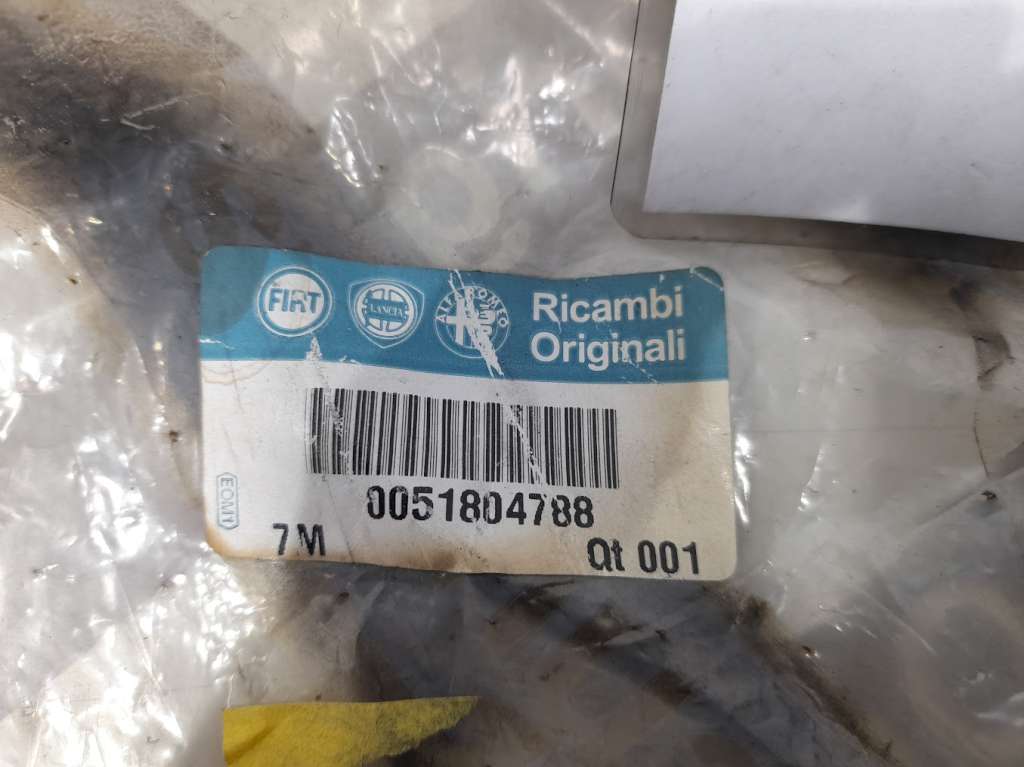 FIAT
LANCIA
ALFA ROMEO
Ricambi
Originali
0051804788
7M
Qt 001